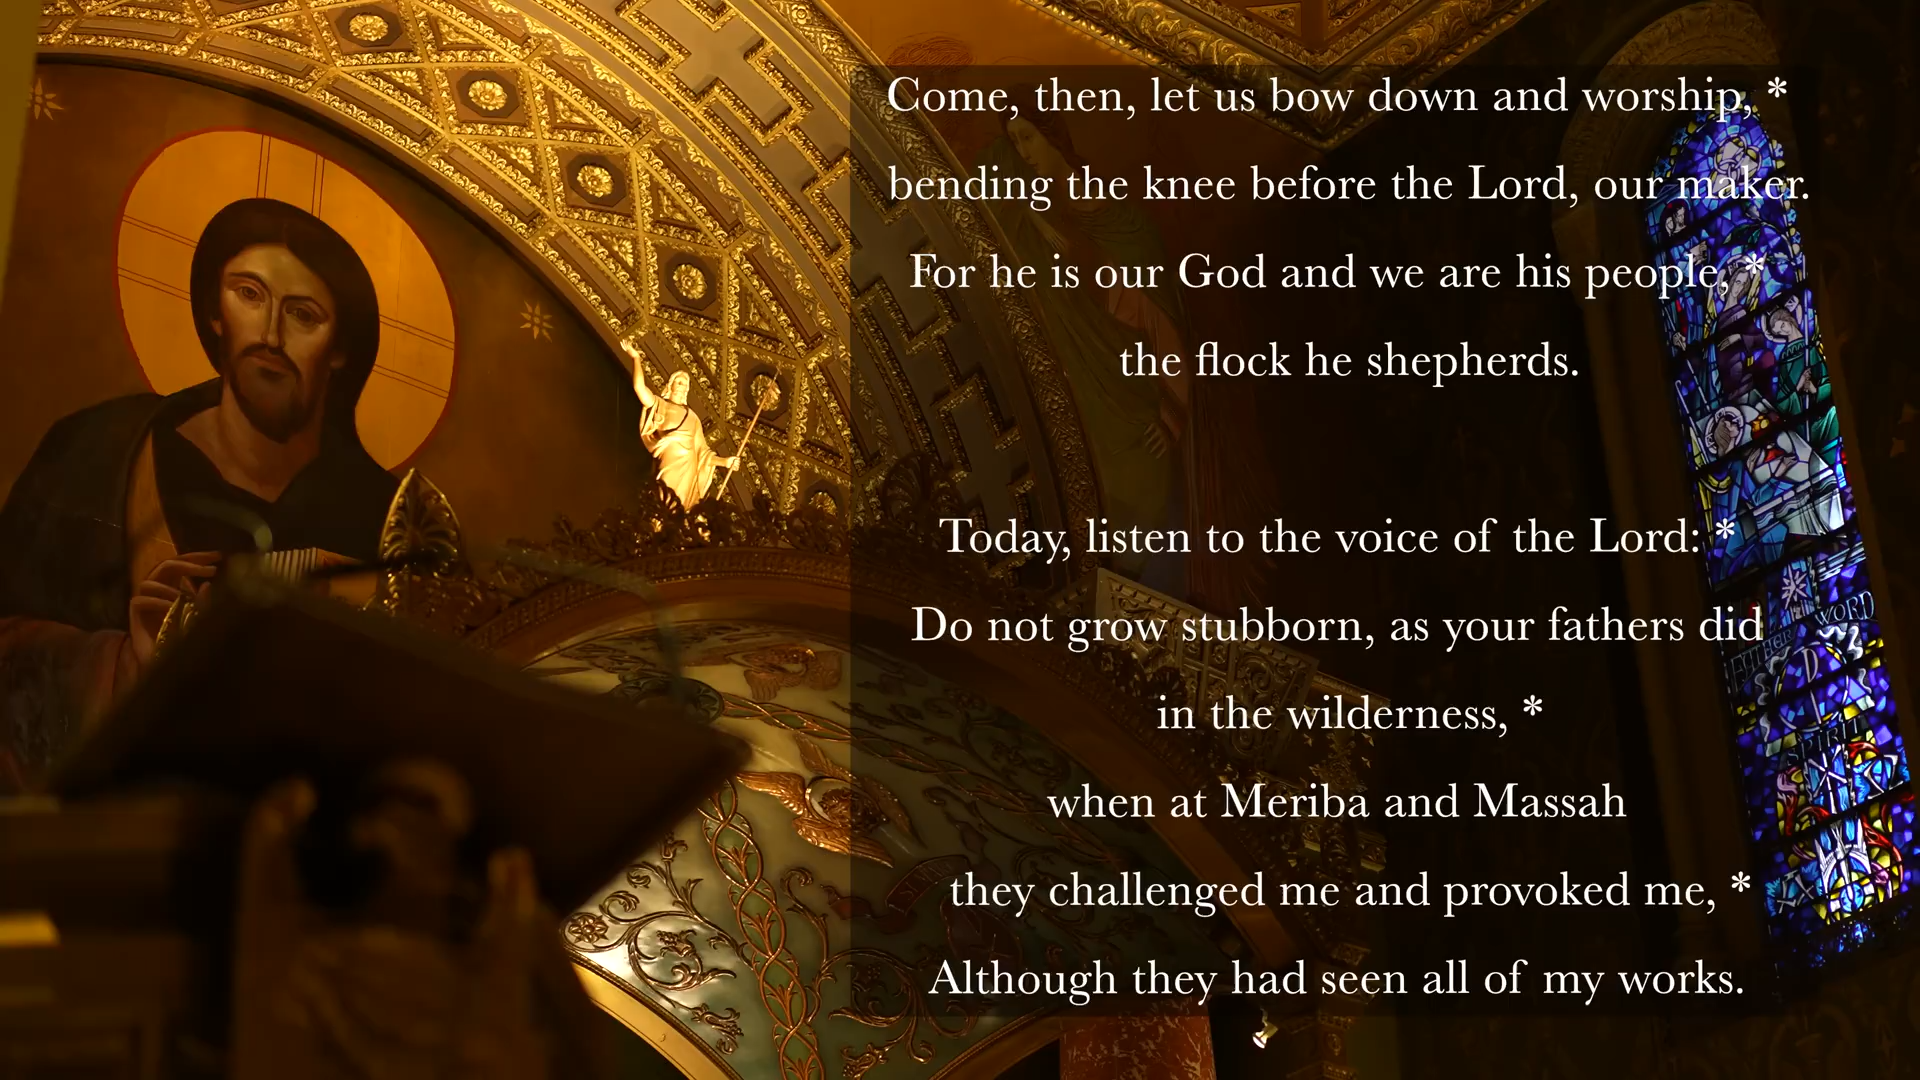 Come, then, let us bow down and worship, *
bending the knee before the Lord, our maker.
For he is our God and we are his people, *
the flock he shepherds.
Today, listen to the voice of the Lord: *
Do not grow stubborn, as your fathers did
in the wilderness, *
when at Meriba and Massah
they challenged me and provoked me, *
Although they had seen all of my works.
WORD